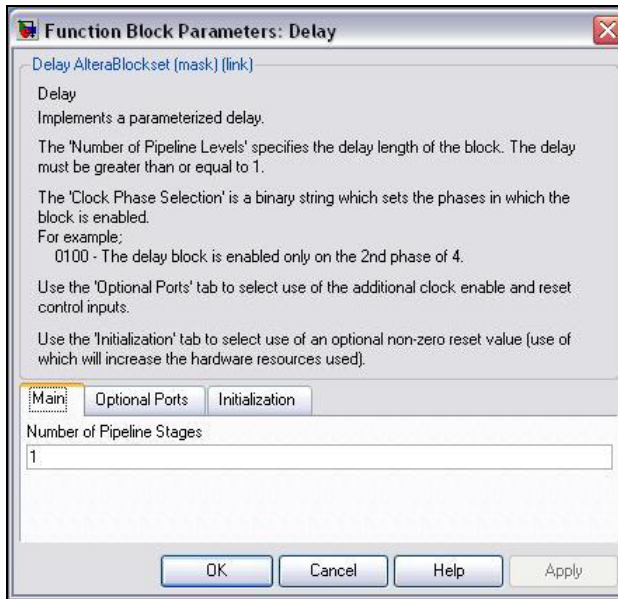 Function Block Parameters: Delay
Delay AlteraBlockset (mask) (link)
Delay
Implements a parameterized delay.
The 'Number of Pipeline Levels' specifies the delay length of the block. The delay
must be greater than or equal to 1.
The 'Clock Phase Selection' is a binary string which sets the phases in which the
block is enabled.
For example;
0100 - The delay block is enabled only on the 2nd phase of 4.
Use the 'Optional Ports' tab to select use of the additional clock enable and reset
control inputs.
Use the 'Initialization' tab to select use of an optional non-zero reset value (use of
which will increase the hardware resources used).
Main Optional Ports Initialization
Number of Pipeline Stages
1
OK Cancel Help Apply